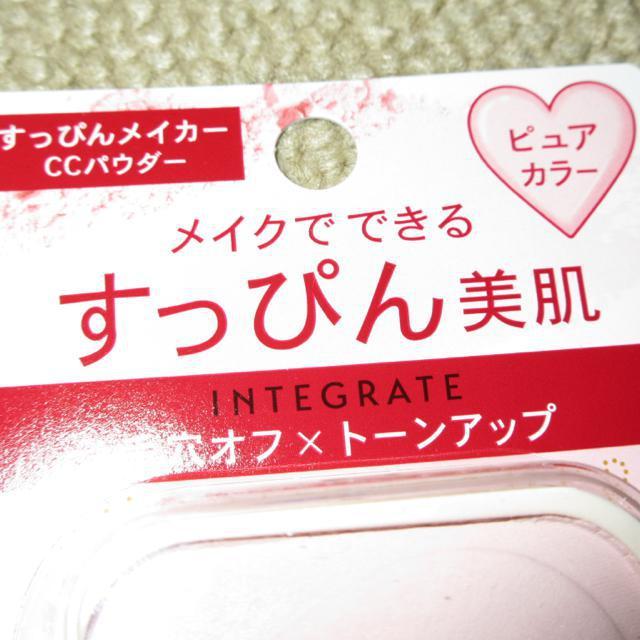 すっぴんメイカー
CCパウダー
ピュア
カラー
メイクで できる
すっぴん美肌
INTEGRATE
穴オフ×トーンアップ